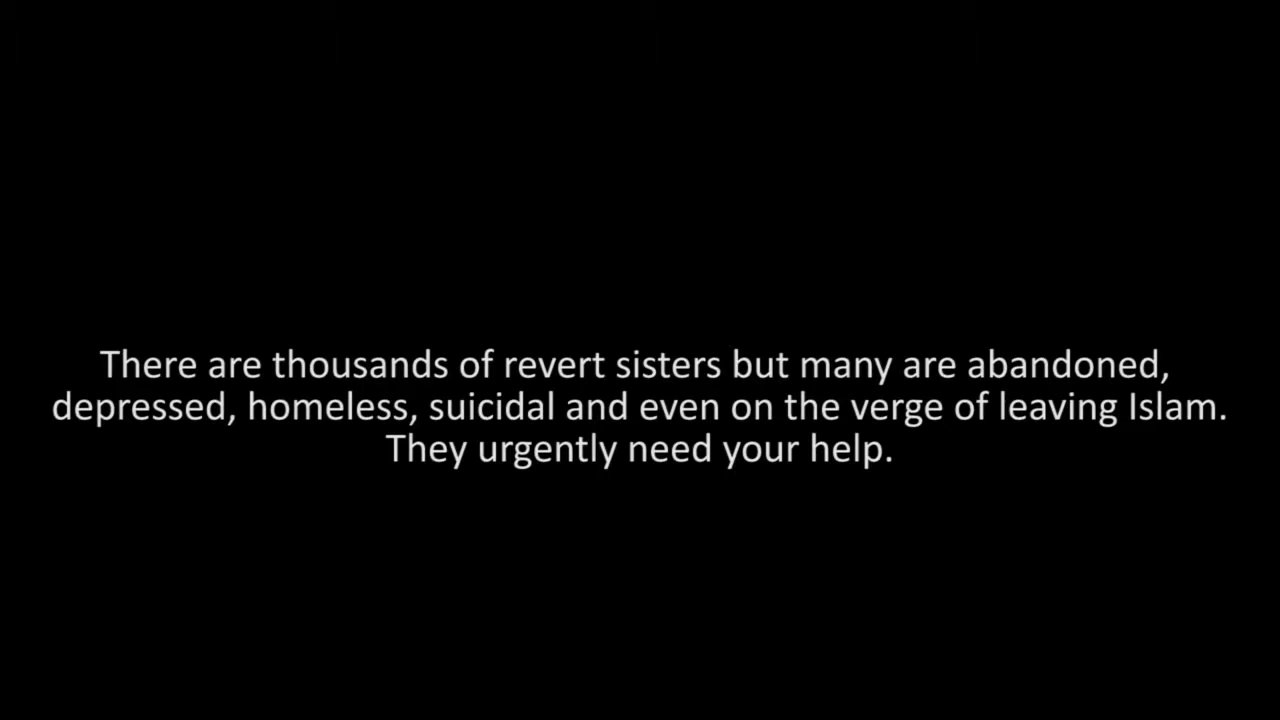 There are thousands of revert sisters but many are abandoned,
depressed, homeless, suicidal and even on the verge of leaving Islam.
They urgently need your help.